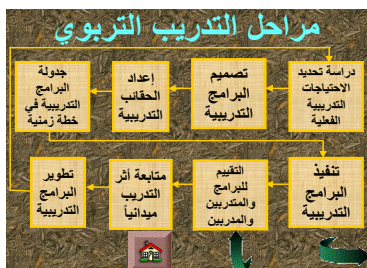 مراحل التدريب التربوي
دراسة تحديد
الاحتياجات
التدريبية
الفعلية
تصميم
البرامج
التدريبية
إعداد
الحقائب
التدريبية
جدولة
البرامج
التدريبية في
خطة زمنية
تنفيذ
البرامج
التدريبية
التقييم
للبرامج
والمتدربين
والمدربين
متابعة أثر
التدريب
ميدانياً
تطوير
البرامج
التدريبية